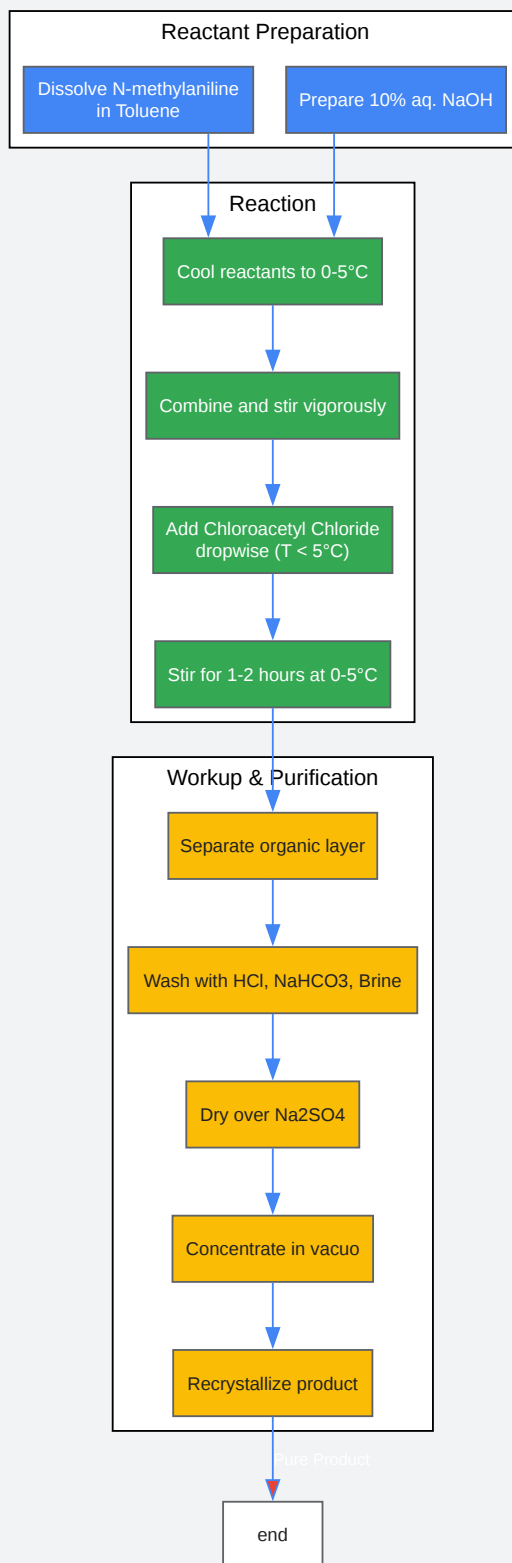 Reactant Preparation
Dissolve N-methylaniline
in Toluene
Prepare 10% aq. NaOH
Reaction
Cool reactants to 0-5°C
Combine and stir vigorously
Add Chloroacetyl Chloride
dropwise (T < 5°C)
Stir for 1-2 hours at 0-5°C
Workup & Purification
Separate organic layer
Wash with HCl, NaHCO3, Brine
Dry over Na2SO4
Concentrate in vacuo
Recrystallize product
Pure Product
end